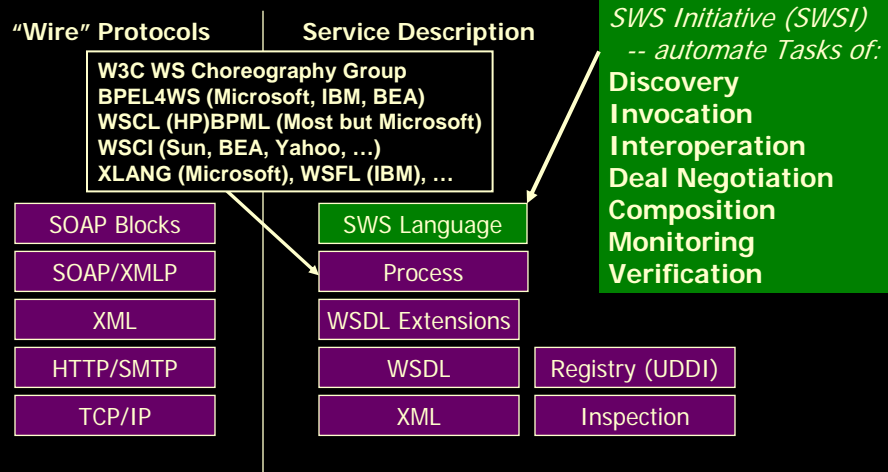 “Wire” Protocols
Service Description
W3C WS Choreography Group
BPEL4WS (Microsoft, IBM, BEA)
WSCL (HP)BPML (Most but Microsoft)
WSCI (Sun, BEA, Yahoo, …)
XLANG (Microsoft), WSFL (IBM), …
SWS Initiative (SWSI)
-- automate Tasks of:
Discovery
Invocation
Interoperation
Deal Negotiation
Composition
Monitoring
Verification
SOAP Blocks
SOAP/XMLP
XML
HTTP/SMTP
TCP/IP
SWS Language
Process
WSDL Extensions
WSDL
XML
Registry (UDDI)
Inspection